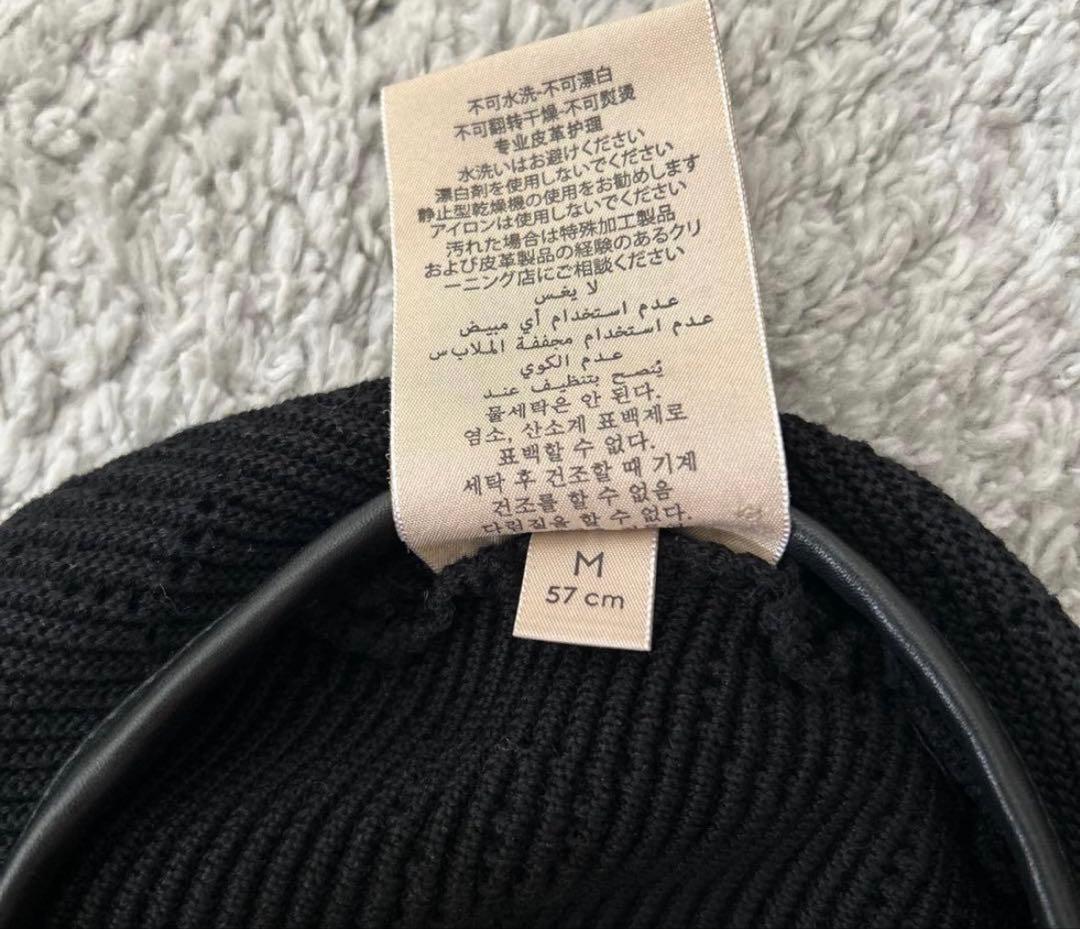 不可水洗-不可漂白
不可翻转干燥-不可熨烫
专业皮革护理
水洗いはお避けください
漂白剤を使用しないでください
静止型乾燥機の使用をお勧めします
アイロンは使用しないでください
汚れた場合は特殊加工製品
および皮革製品の経験のあるクリ
ーニング店にご相談ください
لا يغسن
عدم استخدام أي مبيض
عدم استخدام مجففة الملابس
عدم الكوي
يُنصح بتنظيف عند
물세탁은 안 된다.
염소, 산소계 표백제로
표백할 수 없다.
세탁 후 건조할 때 기계
건조를 할 수 없음
다림질을 할 수 없다.
M
57 cm